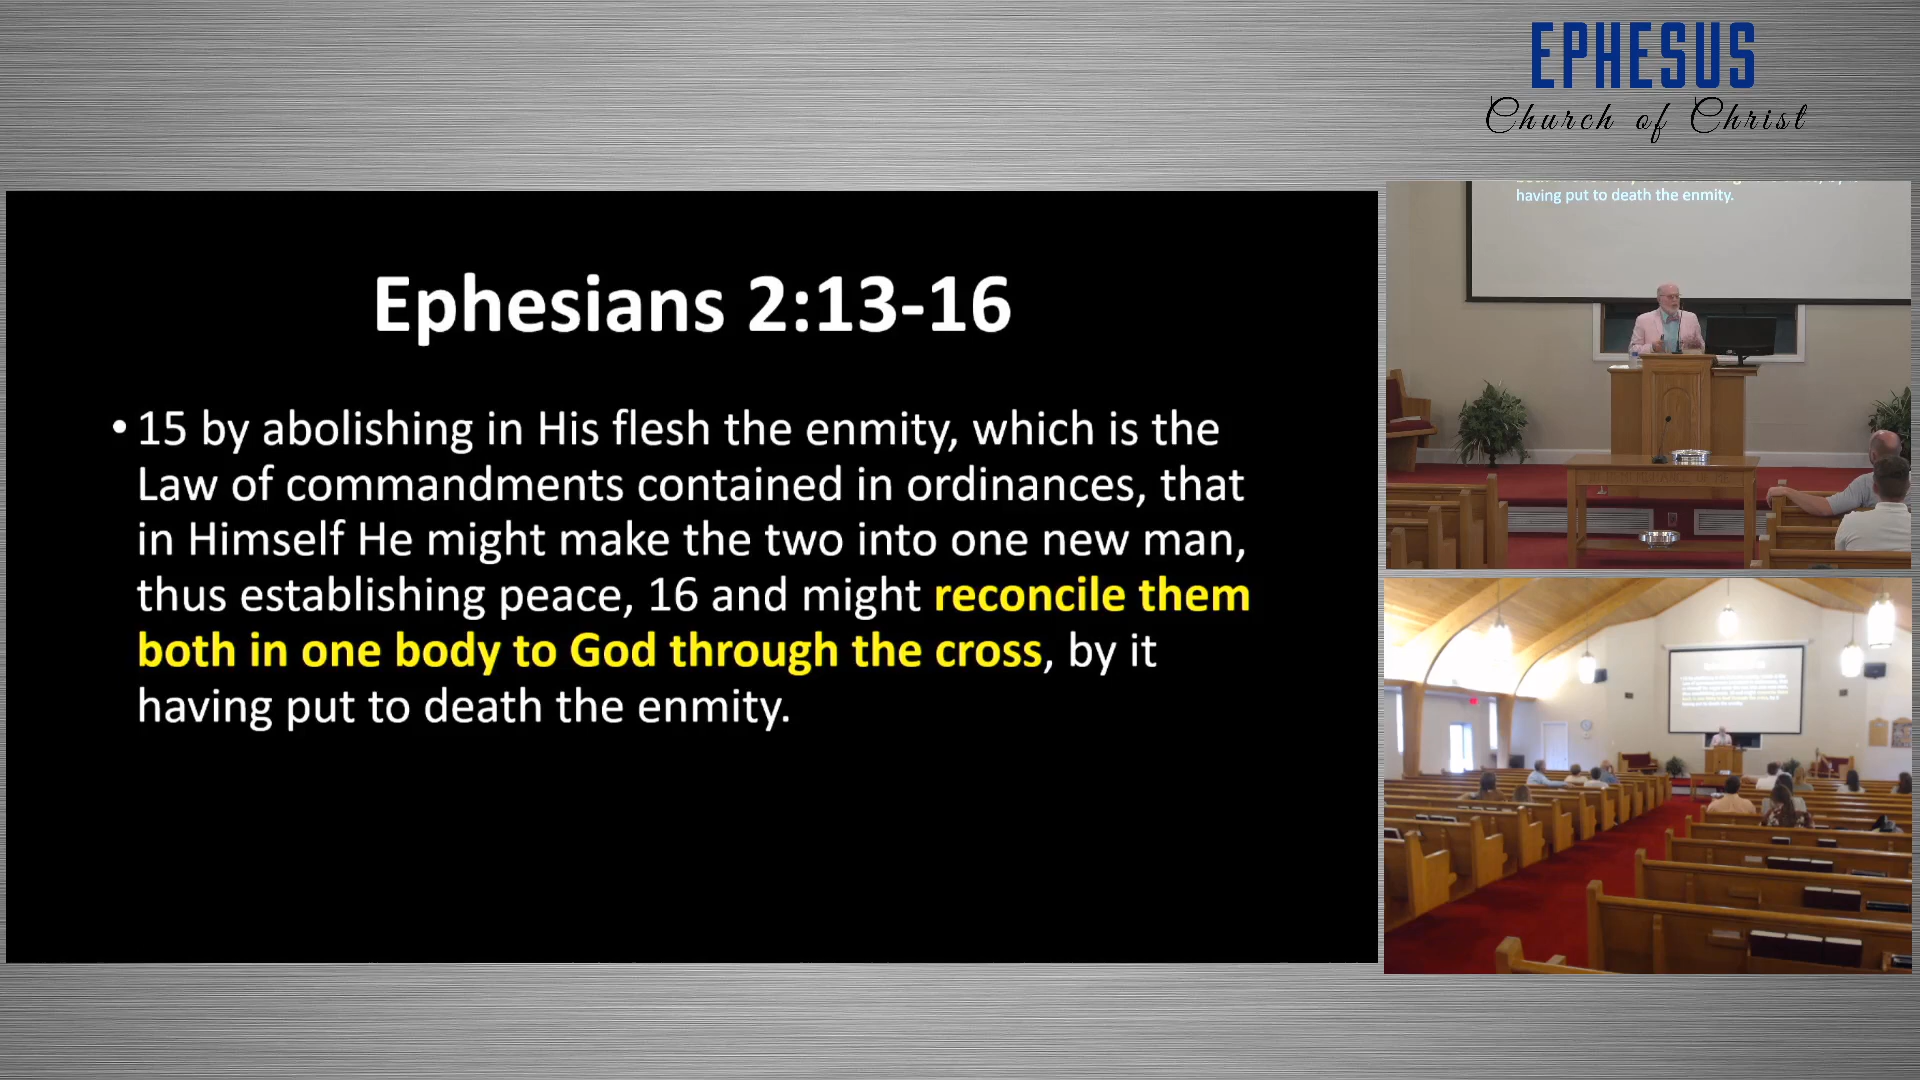 EPHESUS
Church of Christ
Ephesians 2:13-16
• 15 by abolishing in His flesh the enmity, which is the
Law of commandments contained in ordinances, that
in Himself He might make the two into one new man,
thus establishing peace, 16 and might reconcile them
both in one body to God through the cross, by it
having put to death the enmity.
having put to death the enmity.